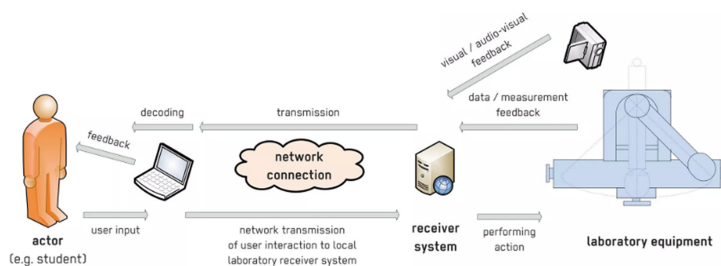 visual / audio-visual
feedback
decoding
transmission
data / measurement
feedback
feedback
network
connection
actor
(e.g. student)
user input
network transmission
of user interaction to local
laboratory receiver system
receiver
system
performing
action
laboratory equipment